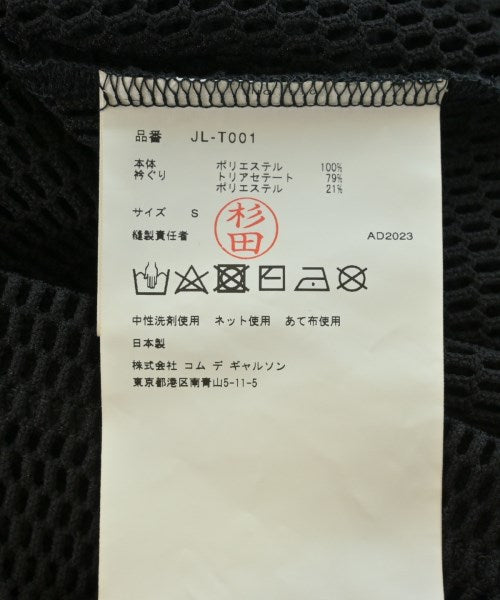 品番 JL-T001
本体 ポリエステル 100%
衿ぐり トリアセテート 79%
ポリエステル 21%
サイズ S
杉田
縫製責任者 AD2023
中性洗剤使用 ネット使用 あて布使用
日本製
株式会社 コム デ ギャルソン
東京都港区南青山5-11-5